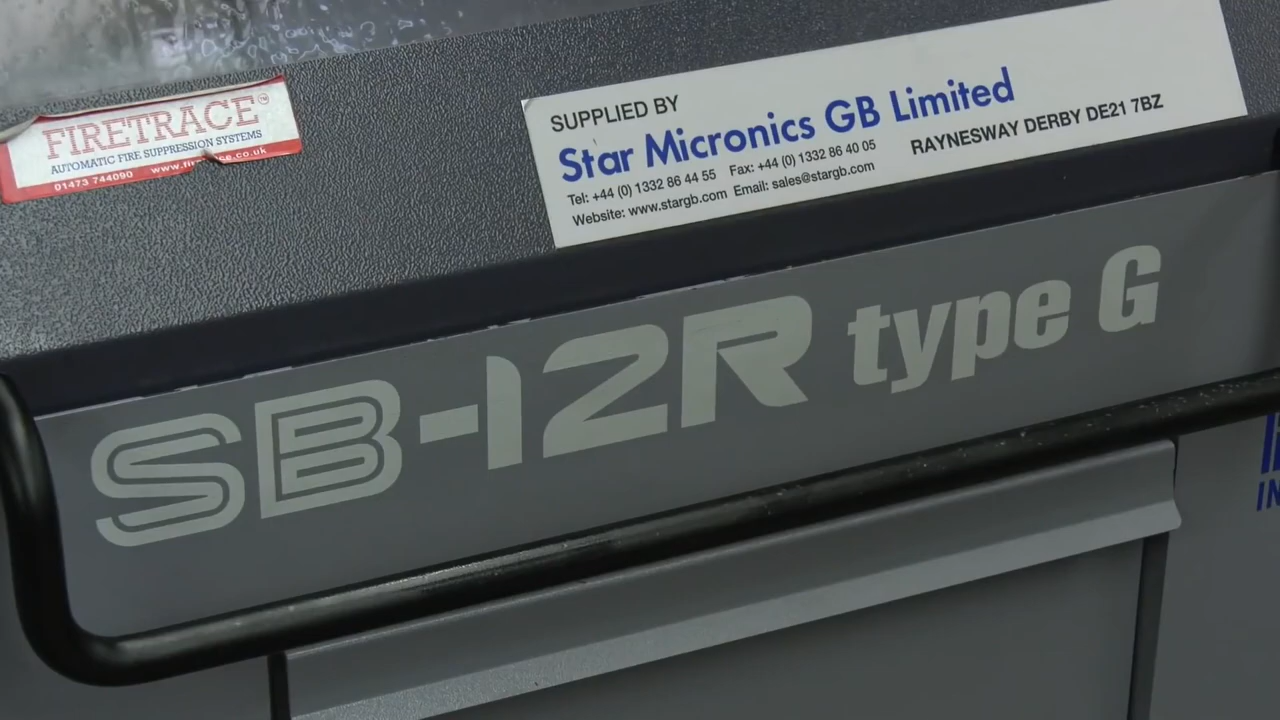 FIRETRACE™
AUTOMATIC FIRE SUPPRESSION SYSTEMS
01473 744090
SUPPLIED BY
Star Micronics GB Limited
Tel: +44 (0) 1332 86 44 55 Fax: +44 (0) 1332 86 40 05
Website: www.stargb.com Email: sales@stargb.com
RAYNESWAY DERBY DE21 7BZ
SB-12R type G